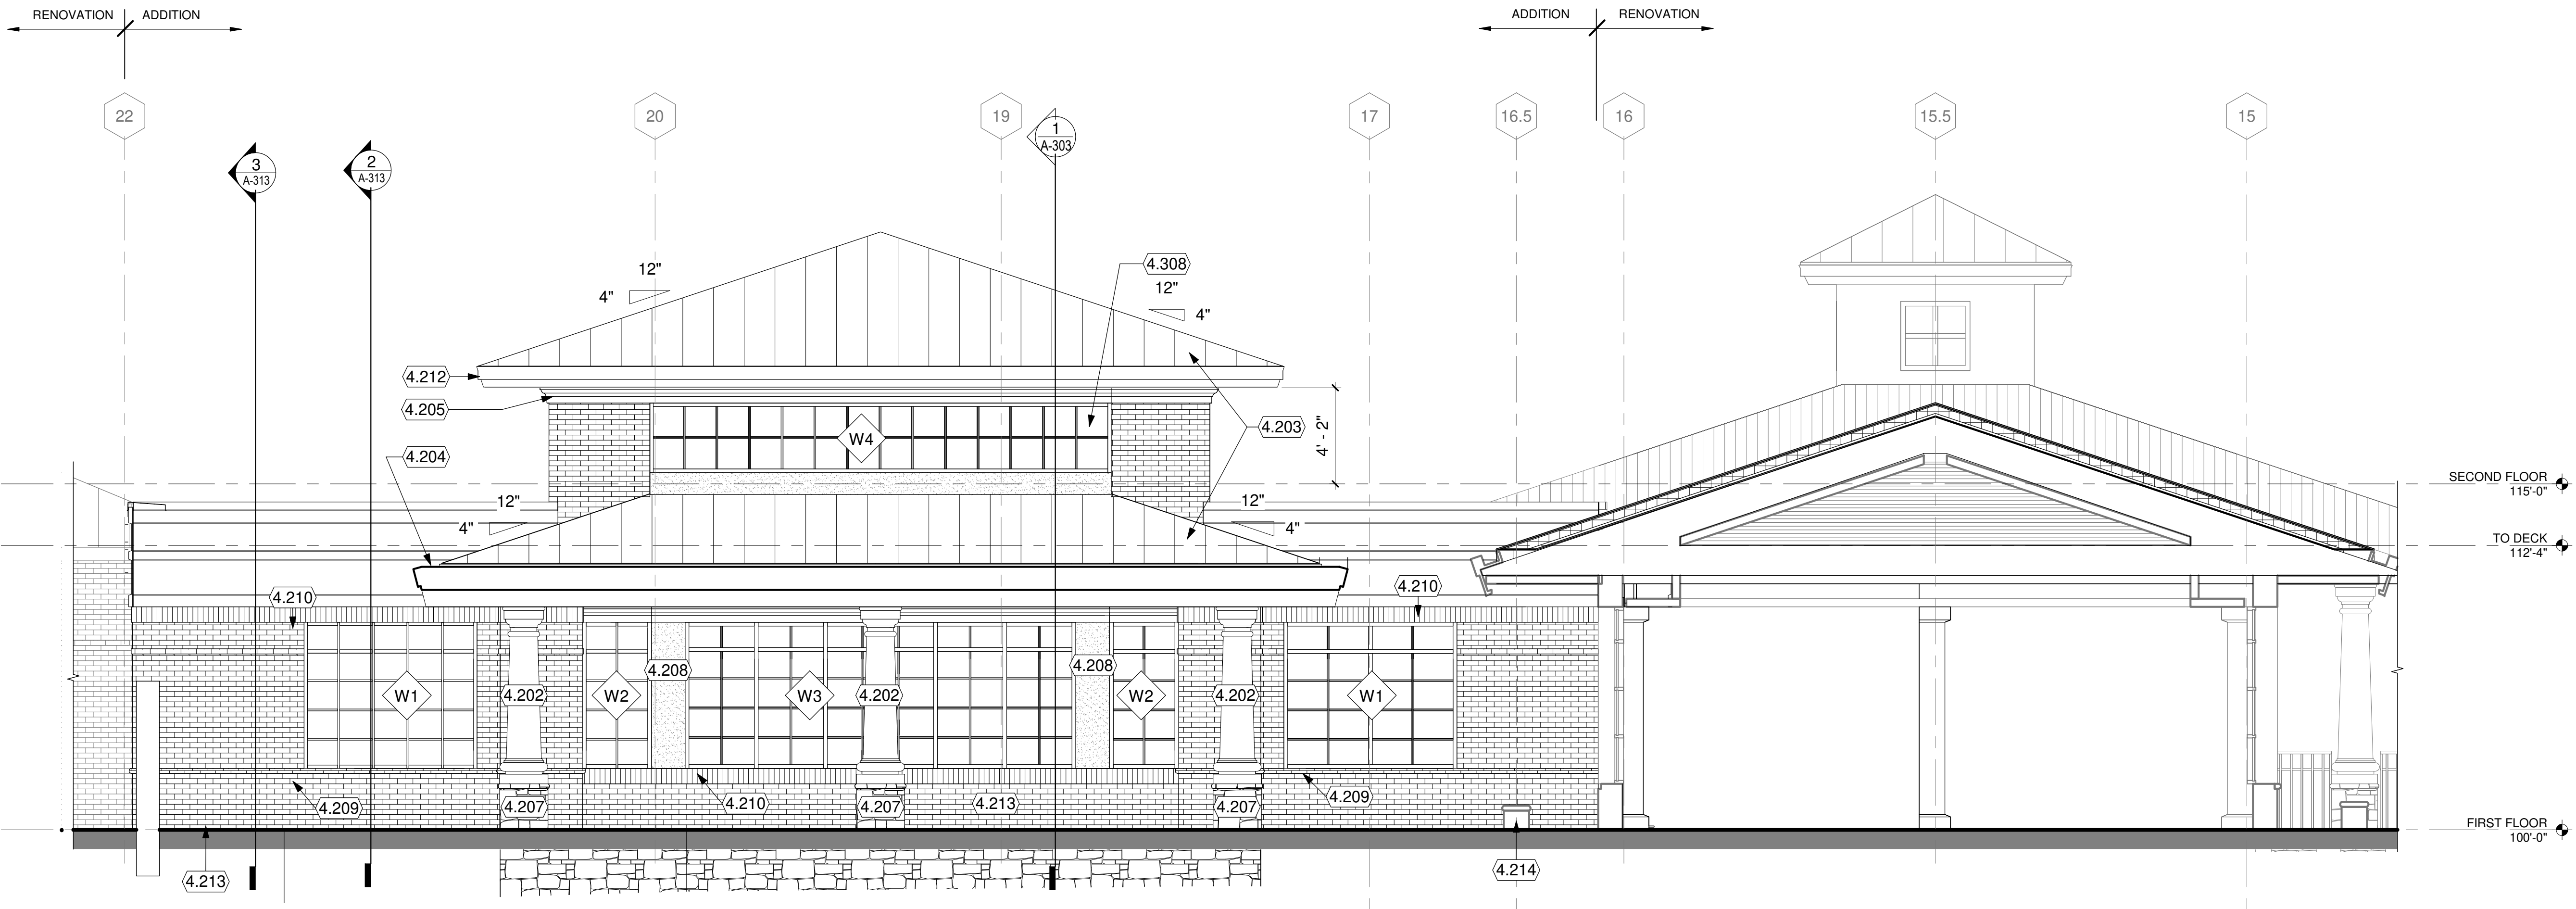 RENOVATION
ADDITION
ADDITION
RENOVATION
22
20
19
17
16.5
16
15.5
15
1
A-303
3
A-313
2
A-313
4.308
12"
4"
12"
4"
4.212
4.205
4.203
4' - 2"
W4
4.204
SECOND FLOOR
115'-0"
12"
4"
12"
4"
TO DECK
112'-4"
4.210
4.210
4.208
4.208
W1
4.202
W2
W3
4.202
W2
4.202
W1
4.209
4.207
4.210
4.207
4.213
4.207
4.209
FIRST FLOOR
100'-0"
4.213
4.214